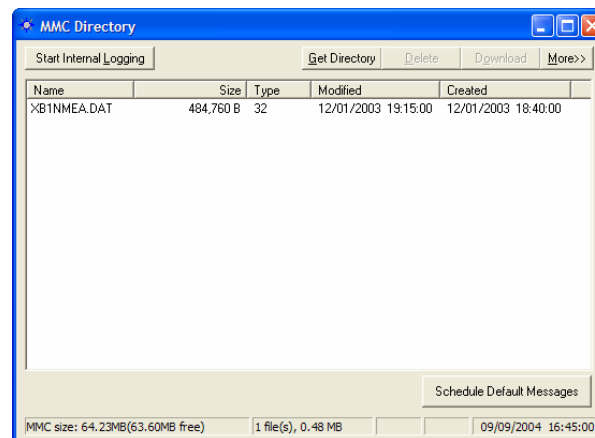 MMC Directory
Start Internal Logging Get Directory Delete Download More>>
Name Size Type Modified Created
XB1NMEA.DAT 484,760 B 32 12/01/2003 19:15:00 12/01/2003 18:40:00
Schedule Default Messages
MMC size: 64.23MB(63.60MB free) 1 file(s), 0.48 MB 09/09/2004 16:45:00